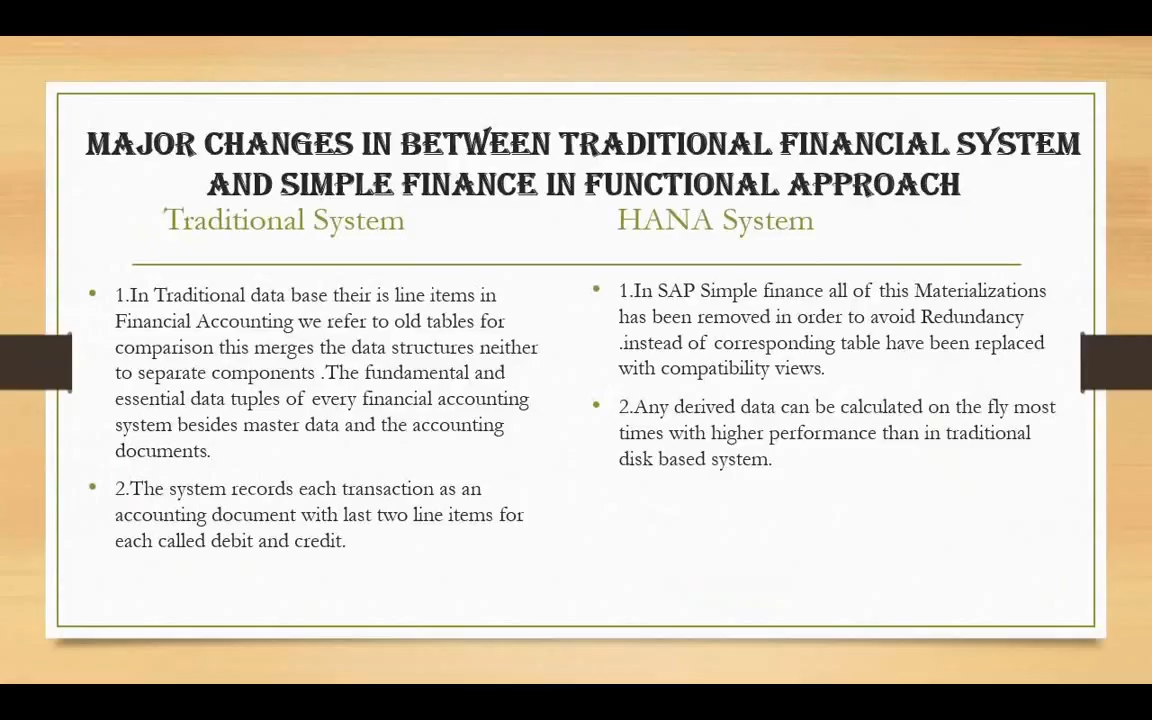 MAJOR CHANGES IN BETWEEN TRADITIONAL FINANCIAL SYSTEM
AND SIMPLE FINANCE IN FUNCTIONAL APPROACH
Traditional System
• 1.In Traditional data base their is line items in
Financial Accounting we refer to old tables for
comparison this merges the data structures neither
to separate components .The fundamental and
essential data tuples of every financial accounting
system besides master data and the accounting
documents.
• 2.The system records each transaction as an
accounting document with last two line items for
each called debit and credit.
HANA System
• 1.In SAP Simple finance all of this Materializations
has been removed in order to avoid Redundancy
.instead of corresponding table have been replaced
with compatibility views.
• 2.Any derived data can be calculated on the fly most
times with higher performance than in traditional
disk based system.